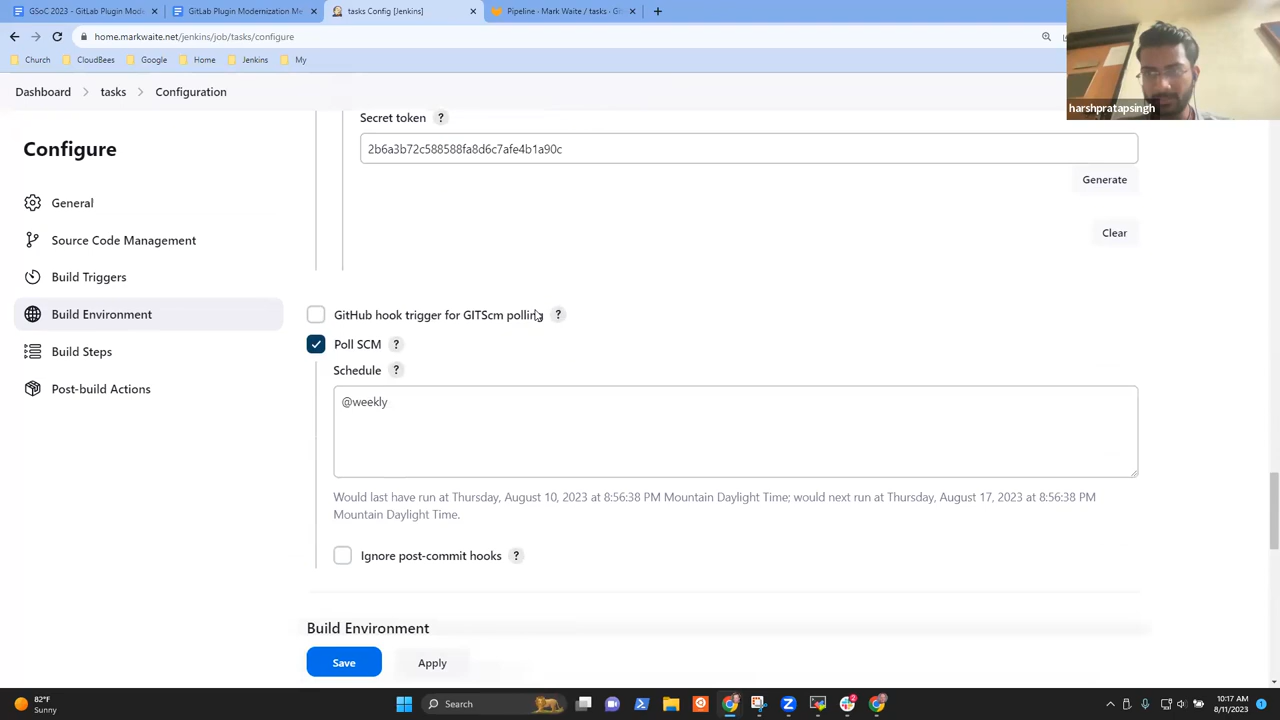 GSoC 2023 - GitLab Plugin Modern
GitLab Plugin Modernization Me
tasks Config [Jenkins]
Pipeline - Mark Waite / tasks · Git
home.markwaite.net/jenkins/job/tasks/configure
Church
CloudBees
Google
Home
Jenkins
My
harshpratapsingh
Dashboard
tasks
Configuration
Configure
General
Source Code Management
Build Triggers
Build Environment
Build Steps
Post-build Actions
Secret token ?
2b6a3b72c588588fa8d6c7afe4b1a90c
Generate
Clear
GitHub hook trigger for GITScm polling ?
Poll SCM ?
Schedule ?
@weekly
Would last have run at Thursday, August 10, 2023 at 8:56:38 PM Mountain Daylight Time; would next run at Thursday, August 17, 2023 at 8:56:38 PM
Mountain Daylight Time.
Ignore post-commit hooks ?
Build Environment
Save
Apply
82°F
Sunny
Search
10:17 AM
8/11/2023